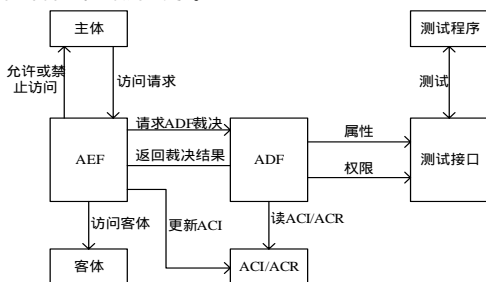 主体
测试程序
允许或禁
止访问
访问请求
测试
请求ADF裁决
返回裁决结果
AEF
ADF
属性
权限
测试接口
访问客体
更新ACI
读ACI/ACR
客体
ACI/ACR